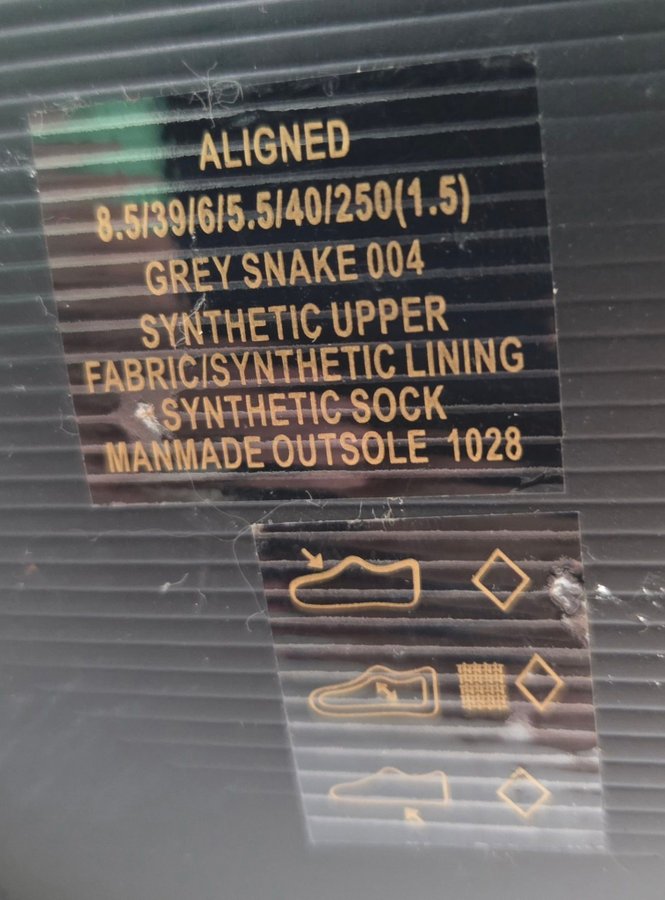 ALIGNED
8.5/39/6/5.5/40/250(1.5)
GREY SNAKE 004
SYNTHETIC UPPER
FABRIC/SYNTHETIC LINING
SYNTHETIC SOCK
MANMADE OUTSOLE 1028